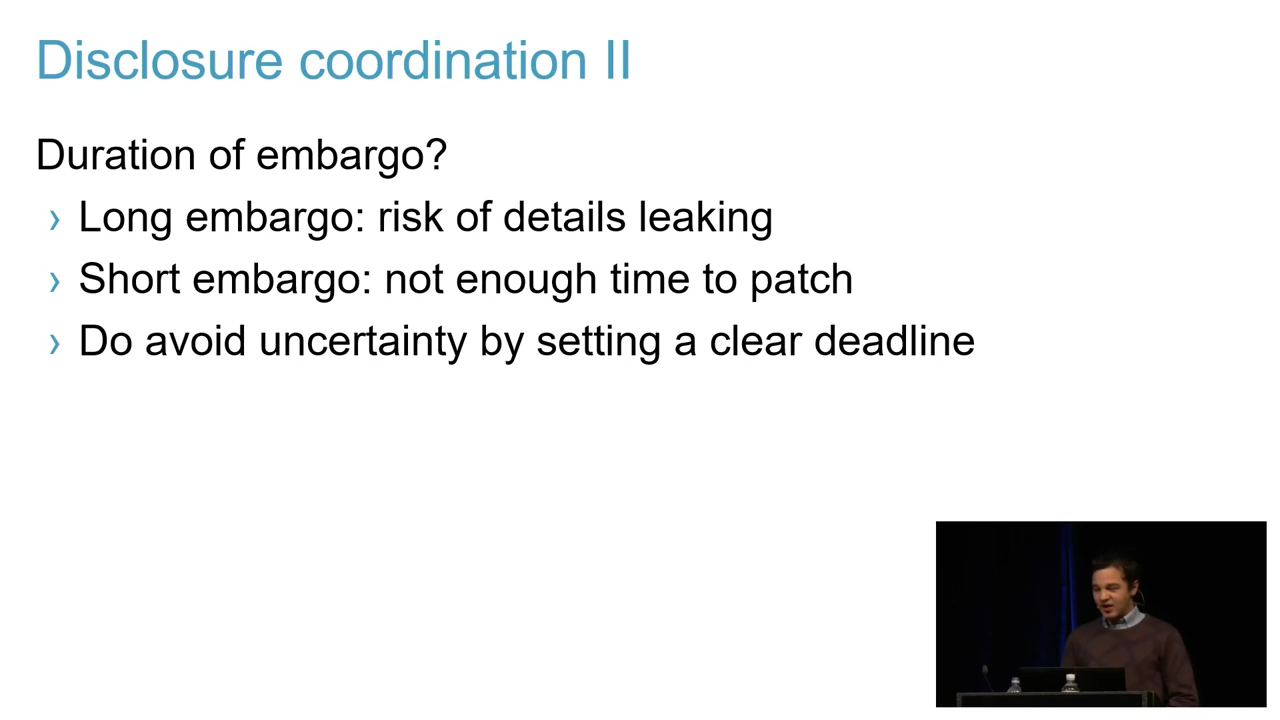 Disclosure coordination II
Duration of embargo?
› Long embargo: risk of details leaking
› Short embargo: not enough time to patch
› Do avoid uncertainty by setting a clear deadline